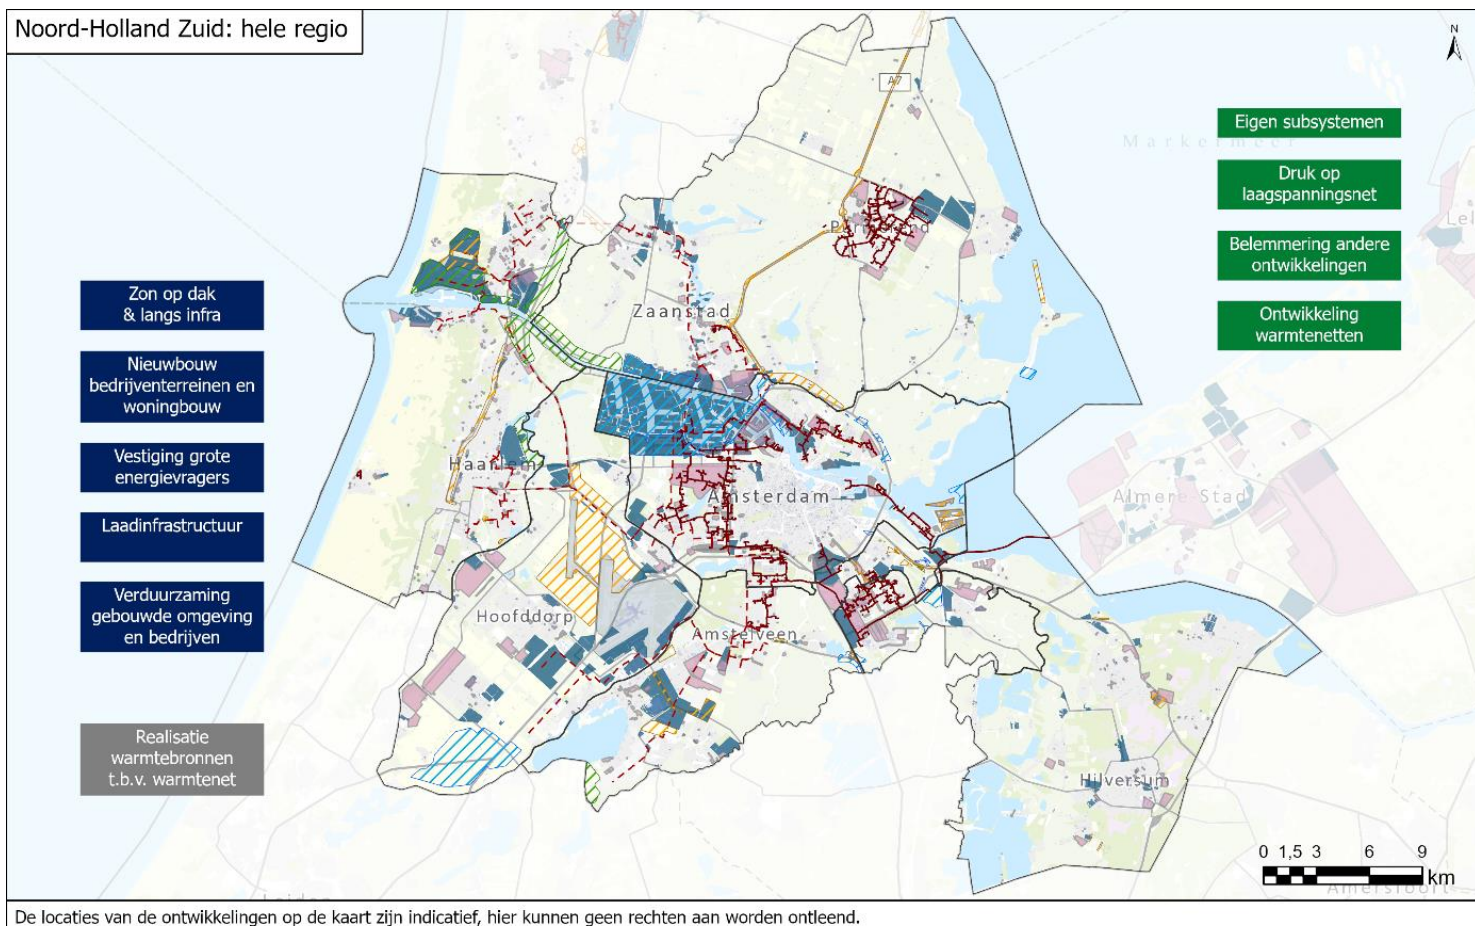 Noord-Holland Zuid: hele regio
N
A7
Markermeer
Eigen subsystemen
Druk op
laagspanningsnet
Belemmering andere
ontwikkelingen
Ontwikkeling
warmtenetten
Zon op dak
& langs infra
Nieuwbouw
bedrijventerreinen en
woningbouw
Vestiging grote
energievragers
Laadinfrastructuur
Verduurzaming
gebouwde omgeving
en bedrijven
Realisatie
warmtebronnen
t.b.v. warmtenet
Zaanstad
Haarlem
Amsterdam
Almere-Stad
Hoofddorp
Amstelveen
Hilversum
0 1,5 3 6 9
km
Amersfoort
De locaties van de ontwikkelingen op de kaart zijn indicatief, hier kunnen geen rechten aan worden ontleend.